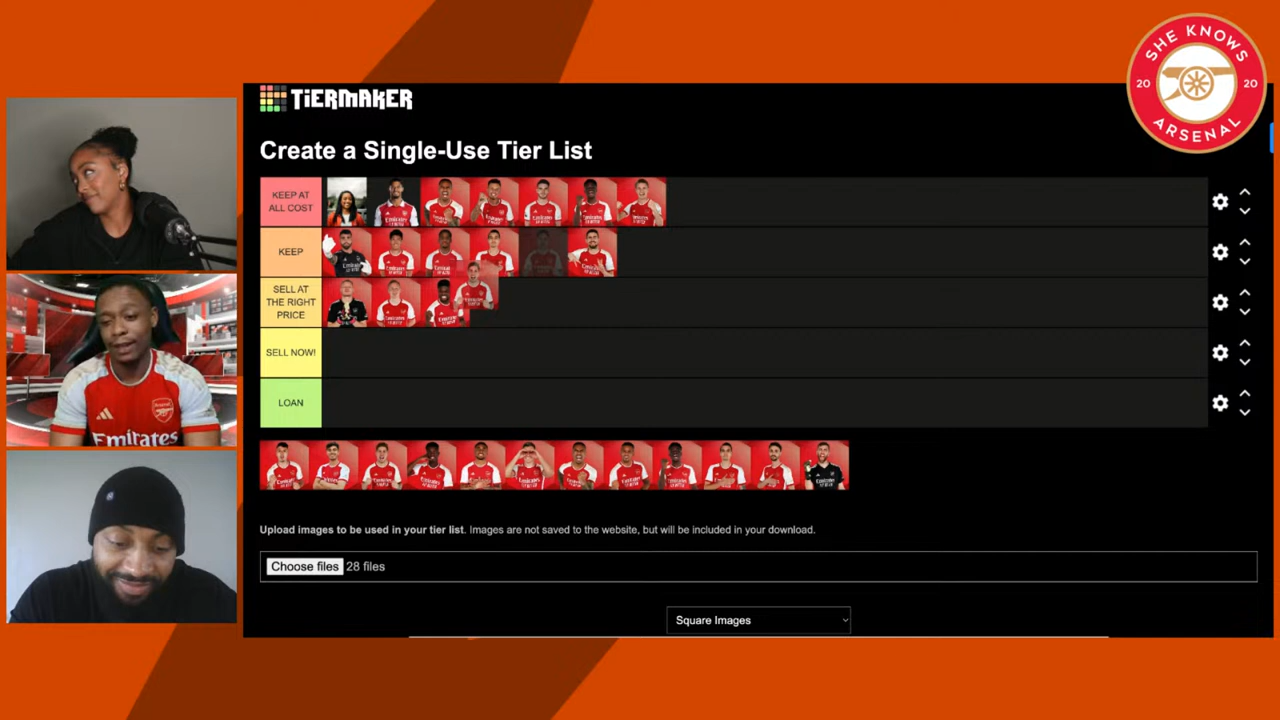 SHE KNOWS
20 20
ARSENAL
TiERMAKER
Create a Single-Use Tier List
KEEP AT
ALL COST
KEEP
SELL AT
THE RIGHT
PRICE
SELL NOW!
LOAN
Emirates
Upload images to be used in your tier list. Images are not saved to the website, but will be included in your download.
Choose files 28 files
Square Images